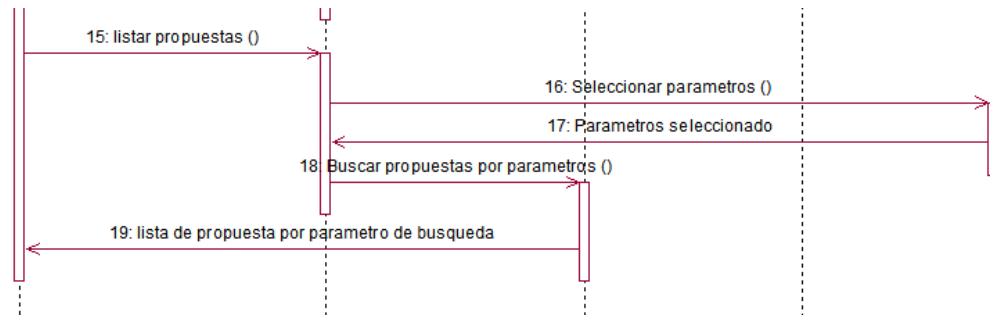 15: listar propuestas ()
16: Seleccionar parametros ()
17: Parametros seleccionado
18: Buscar propuestas por parametros ()
19: lista de propuesta por parametro de busqueda